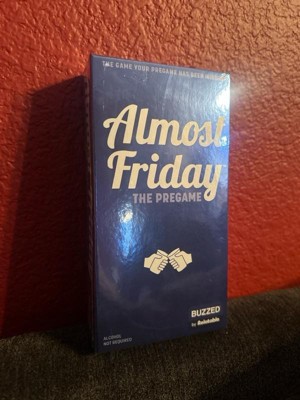 THE GAME YOUR PREGAME HAS BEEN
Almost
Friday
THE PREGAME
BUZZED
by Relatable
ALCOHOL
NOT REQUIRED